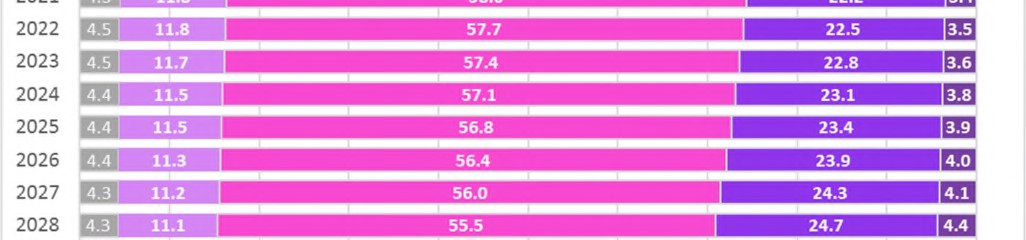 2022 4.5 11.8 57.7 22.5 3.5
2023 4.5 11.7 57.4 22.8 3.6
2024 4.4 11.5 57.1 23.1 3.8
2025 4.4 11.5 56.8 23.4 3.9
2026 4.4 11.3 56.4 23.9 4.0
2027 4.3 11.2 56.0 24.3 4.1
2028 4.3 11.1 55.5 24.7 4.4